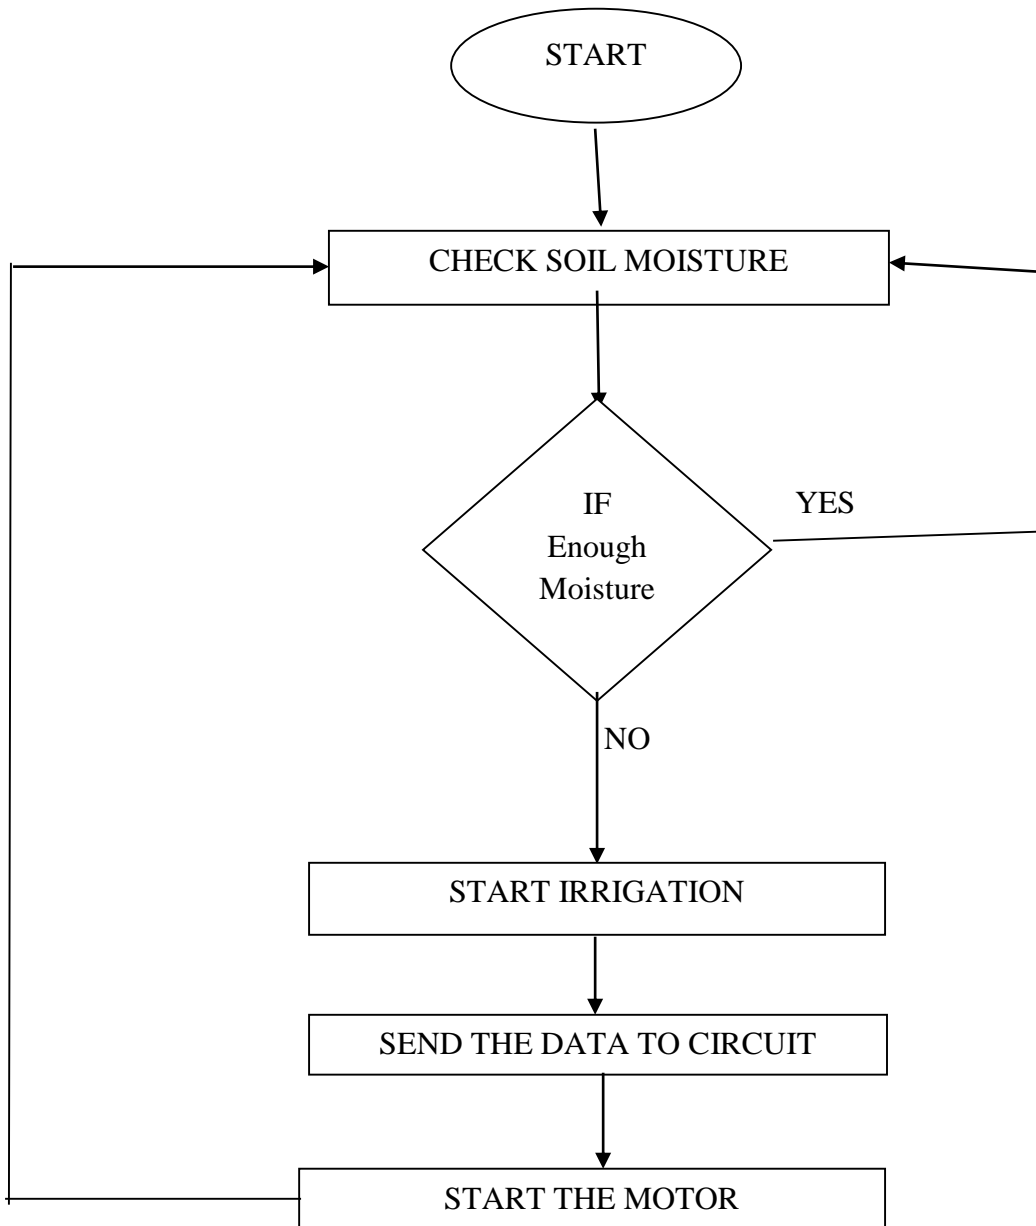 START
CHECK SOIL MOISTURE
IF
Enough
Moisture
YES
NO
START IRRIGATION
SEND THE DATA TO CIRCUIT
START THE MOTOR